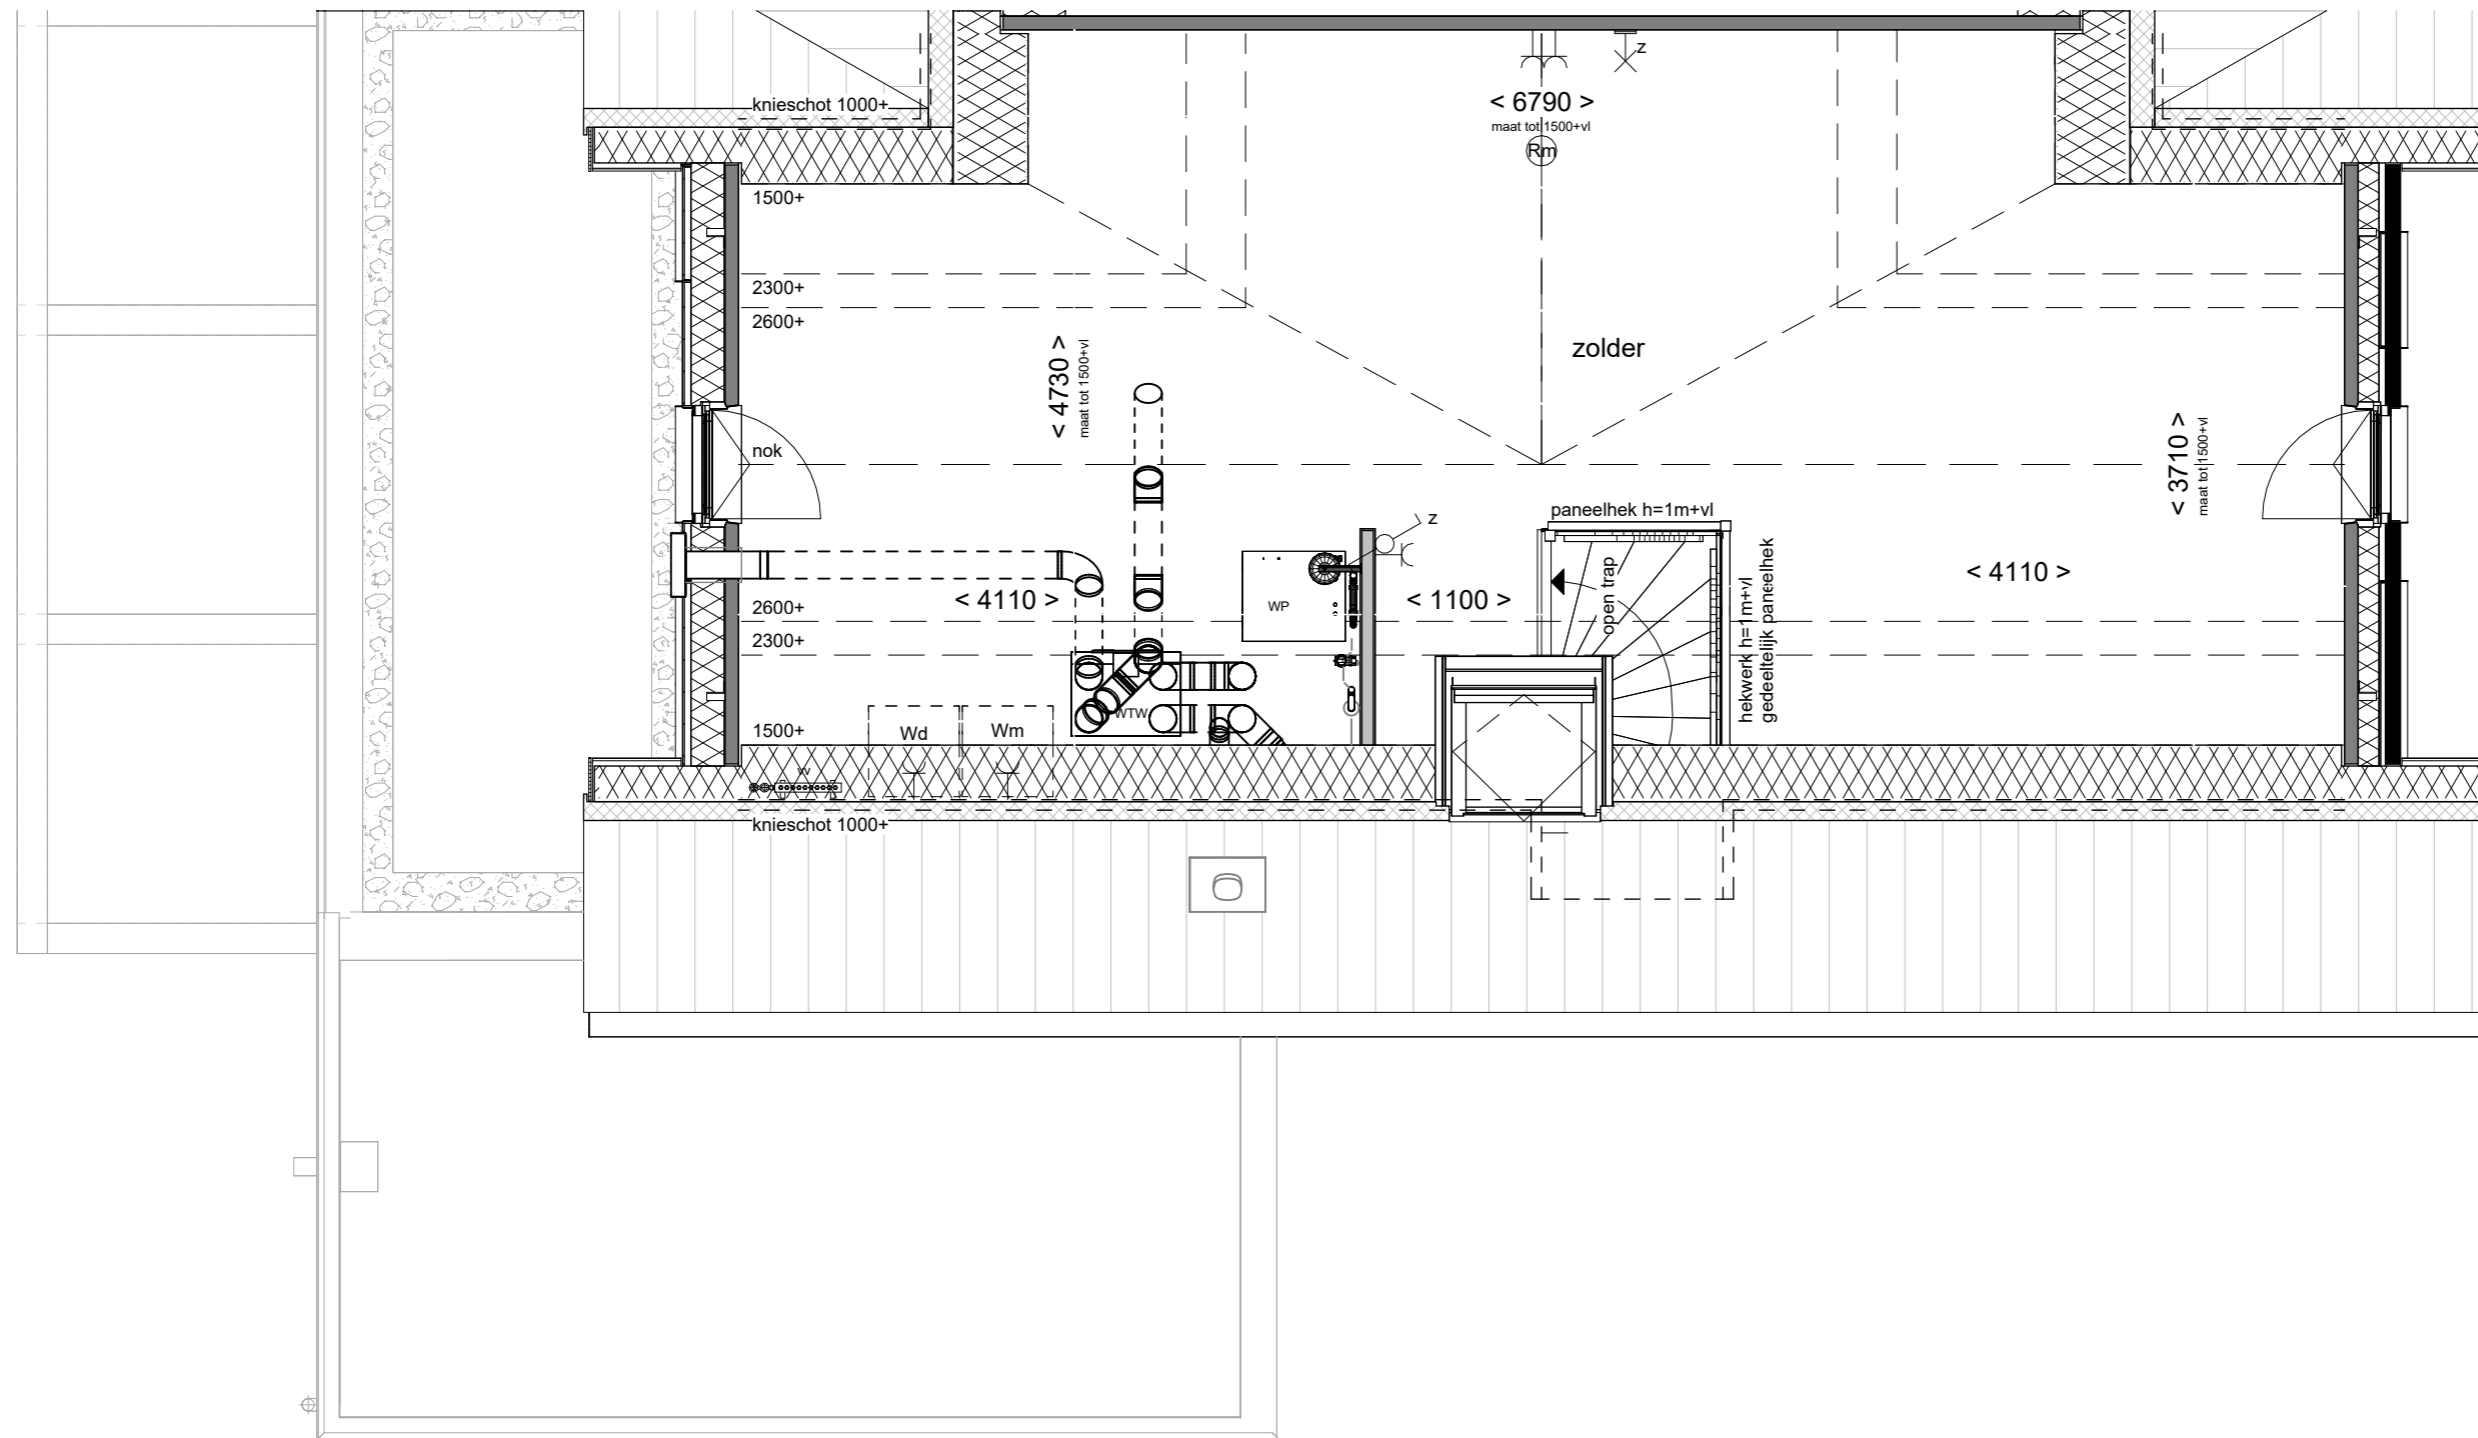 z
knieschot 1000+
< 6790 >
maat tot 1500+vl
Rm
1500+
2300+
2600+
zolder
< 4730 >
maat tot 1500+vl
< 3710 >
maat tot 1500+vl
nok
paneelhek h=1m+vl
z
open trap
hekwerk h=1m+vl
gedeeltelijk paneelhek
< 4110 >
2600+
< 4110 >
WP
< 1100 >
2300+
WTW
1500+
Wd
Wm
vv
knieschot 1000+